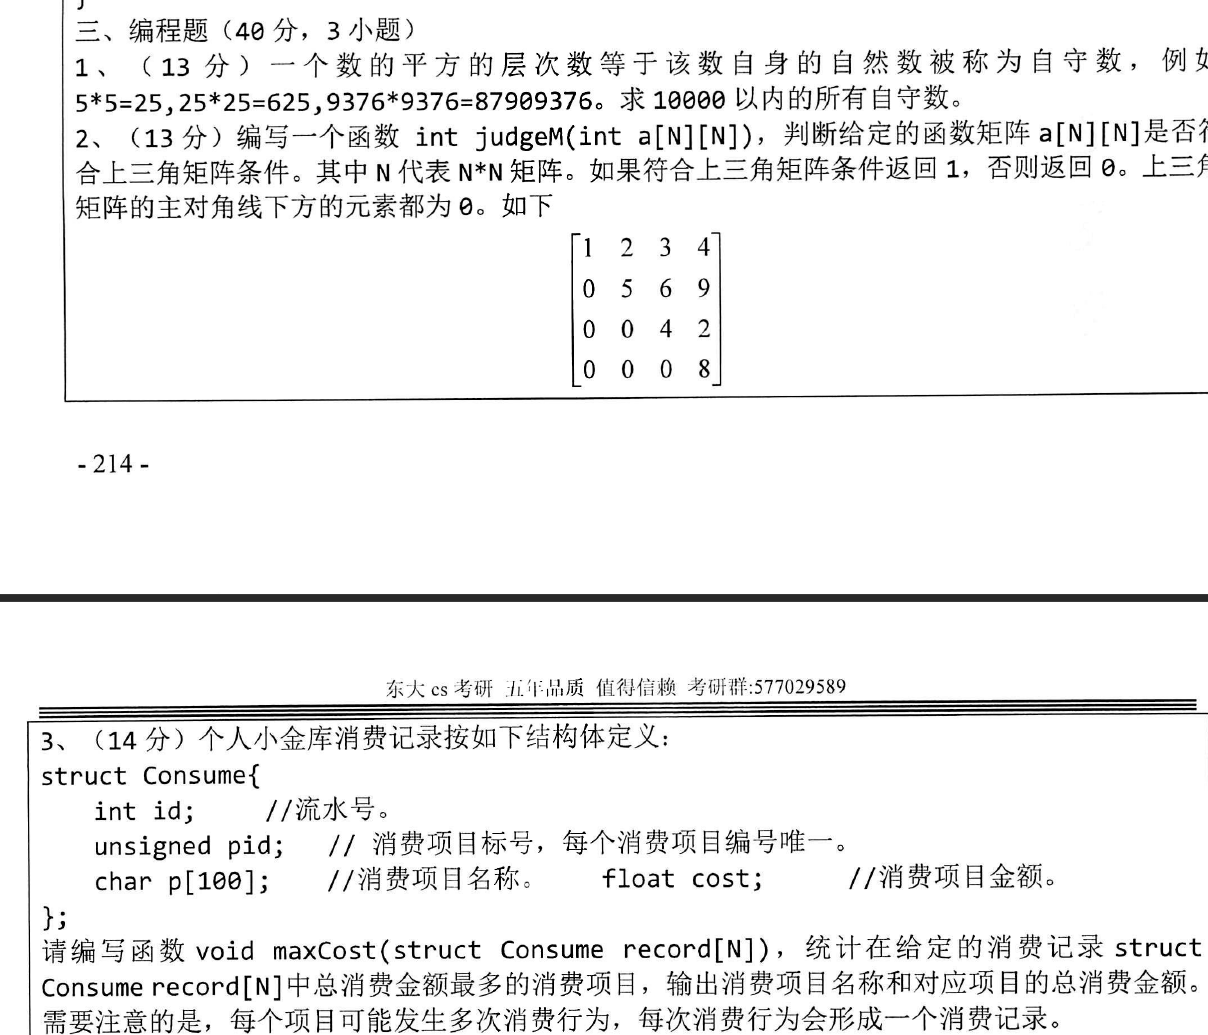 }
三、编程题（40 分，3 小题）
1、（13 分）一个数的平方的层次数等于该数自身的自然数被称为自守数，例如
5*5=25,25*25=625,9376*9376=87909376。求 10000 以内的所有自守数。
2、（13 分）编写一个函数 int judgeM(int a[N][N])，判断给定的函数矩阵 a[N][N]是否符
合上三角矩阵条件。其中 N 代表 N*N 矩阵。如果符合上三角矩阵条件返回 1，否则返回 0。上三角
矩阵的主对角线下方的元素都为 0。如下
1 2 3 4
0 5 6 9
0 0 4 2
0 0 0 8
- 214 -
东大 cs 考研 五年品质 值得信赖 考研群:577029589
3、（14 分）个人小金库消费记录按如下结构体定义：
struct Consume{
int id; //流水号。
unsigned pid; // 消费项目标号，每个消费项目编号唯一。
char p[100]; //消费项目名称。 float cost; //消费项目金额。
};
请编写函数 void maxCost(struct Consume record[N])，统计在给定的消费记录 struct
Consume record[N]中总消费金额最多的消费项目，输出消费项目名称和对应项目的总消费金额。
需要注意的是，每个项目可能发生多次消费行为，每次消费行为会形成一个消费记录。